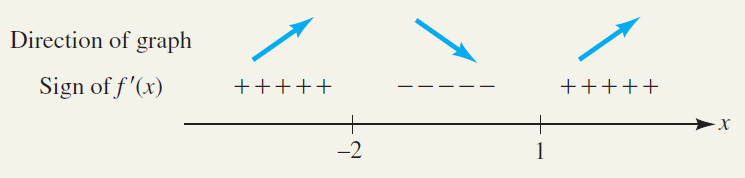 Direction of graph
Sign of f′(x) +++++ ----- +++++
x
–2 1